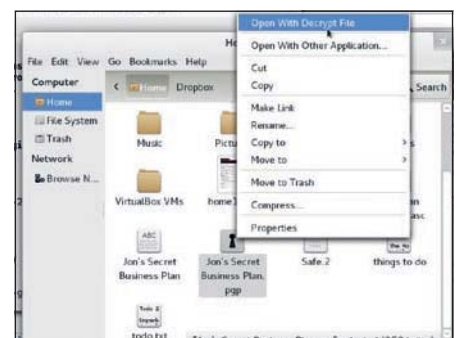 Open With Decrypt File
Open With Other Application...
Cut
Copy
Make Link
Rename...
Copy to
Move to
Move to Trash
Compress...
Properties
File Edit View Go Bookmarks Help
Computer
Home
File System
Trash
Network
Browse N...
Home Dropbox
Search
Music
VirtualBox VMs
ABC
Jon's Secret Business Plan
Jon's Secret Business Plan.pgp
Safe.2
things to do
todo.txt